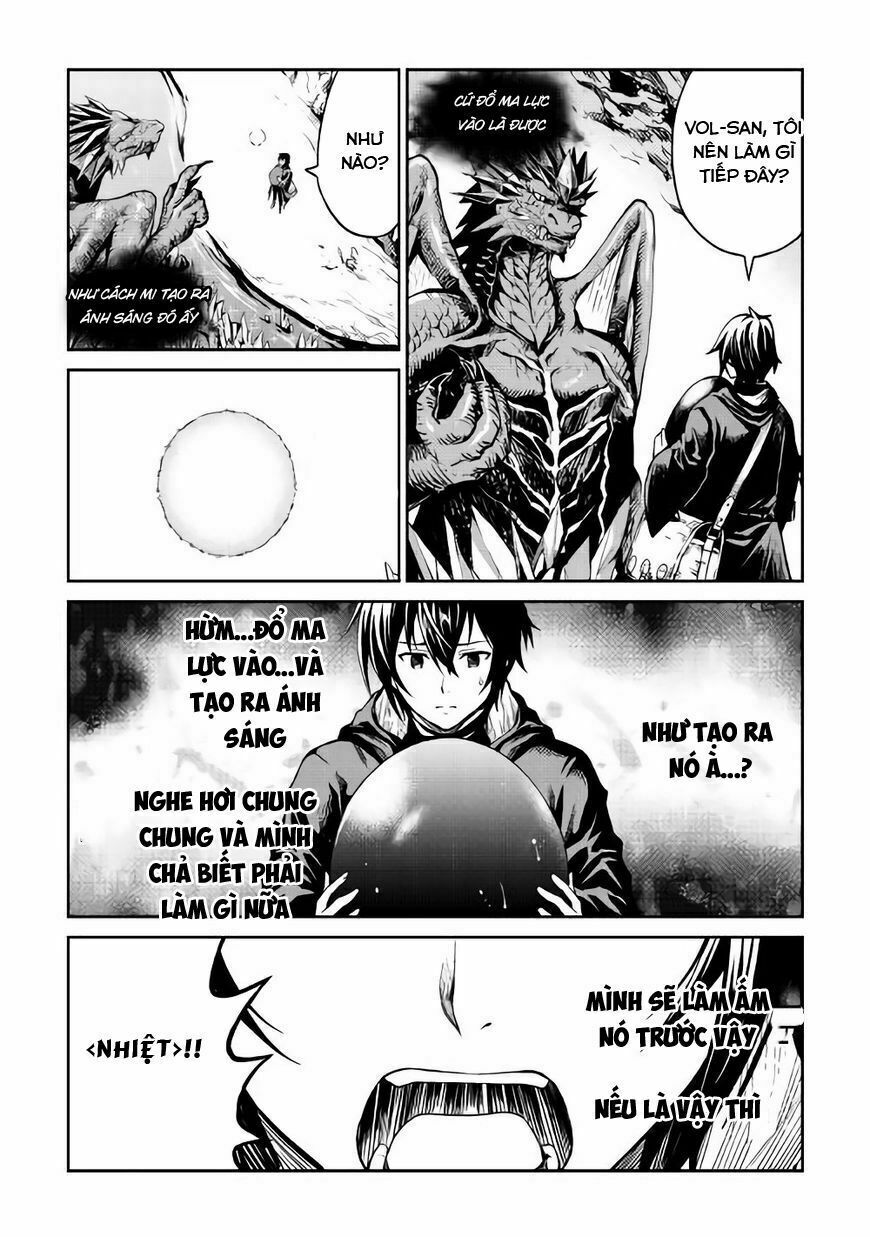 VOL-SAN, TÔI
NÊN LÀM GÌ
TIẾP ĐÂY?
CỨ ĐỔ MA LỰC
VÀO LÀ ĐƯỢC
NHƯ
NÀO?
NHƯ CÁCH MI TẠO RA
ÁNH SÁNG ĐÓ ẤY
NHƯ TẠO RA
NÓ À...?
HỪM...ĐỔ MA
LỰC VÀO...VÀ
TẠO RA ÁNH
SÁNG
NGHE HƠI CHUNG
CHUNG VÀ MÌNH
CHẢ BIẾT PHẢI
LÀM GÌ NỮA
MÌNH SẼ LÀM ẤM
NÓ TRƯỚC VẬY
NẾU LÀ VẬY THÌ
<NHIỆT>!!